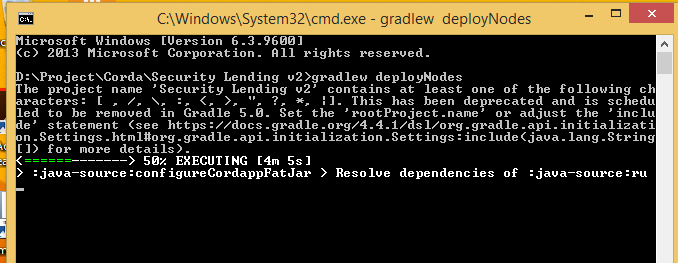 C:\Windows\System32\cmd.exe - gradlew  deployNodes
Microsoft Windows [Version 6.3.9600]
(c) 2013 Microsoft Corporation. All rights reserved.
D:\Project\Corda\Security Lending v2>gradlew deployNodes
The project name 'Security Lending v2' contains at least one of the following ch
aracters: [ , /, \, :, <, >, ", ?, *, |]. This has been deprecated and is schedu
led to be removed in Gradle 5.0. Set the 'rootProject.name' or adjust the 'inclu
de' statement (see https://docs.gradle.org/4.4.1/dsl/org.gradle.api.initializati
on.Settings.html#org.gradle.api.initialization.Settings:include(java.lang.String
[]) for more details).
<======-------> 50% EXECUTING [4m 5s]
> :java-source:configureCordappFatJar > Resolve dependencies of :java-source:ru